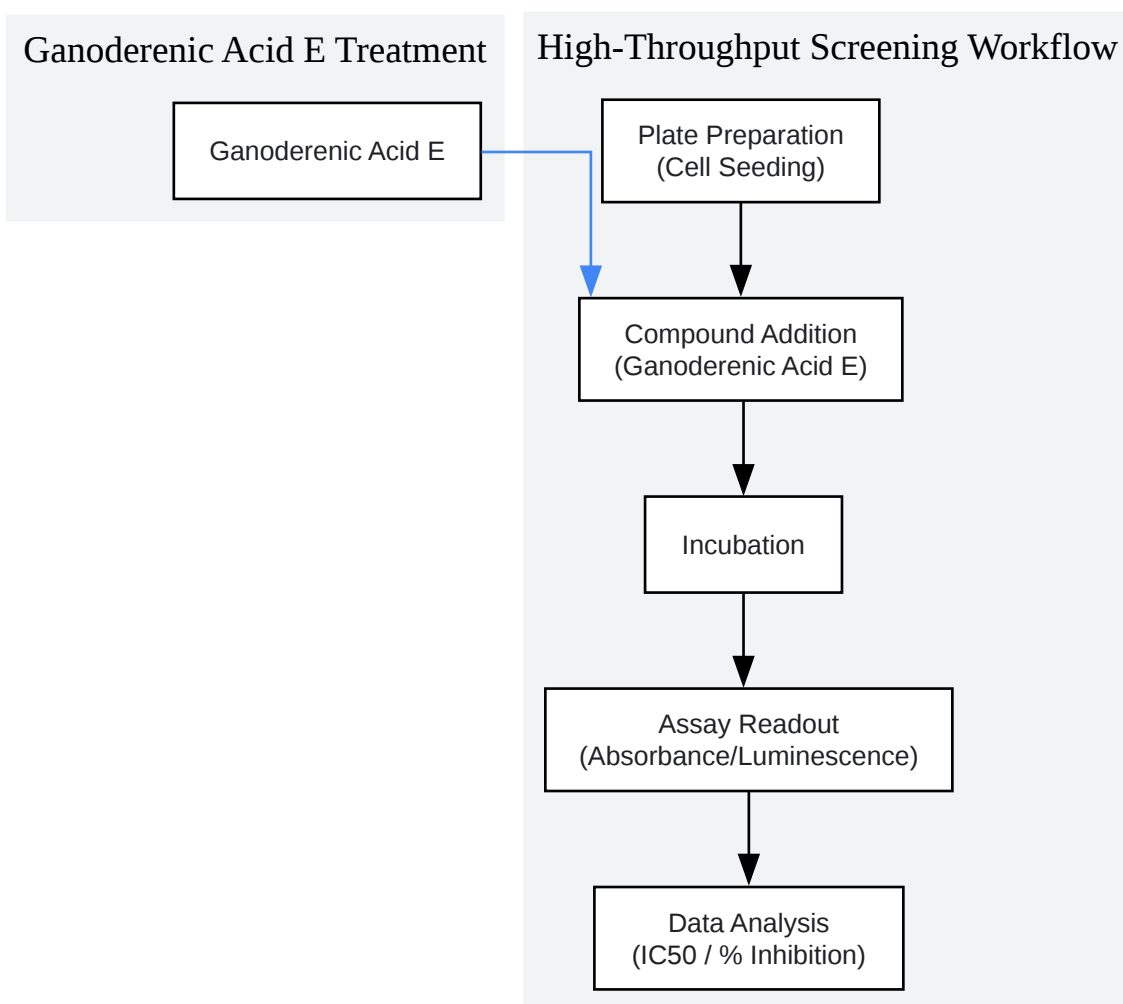 Ganoderenic Acid E Treatment
Ganoderenic Acid E
High-Throughput Screening Workflow
Plate Preparation
(Cell Seeding)
Compound Addition
(Ganoderenic Acid E)
Incubation
Assay Readout
(Absorbance/Luminescence)
Data Analysis
(IC50 / % Inhibition)